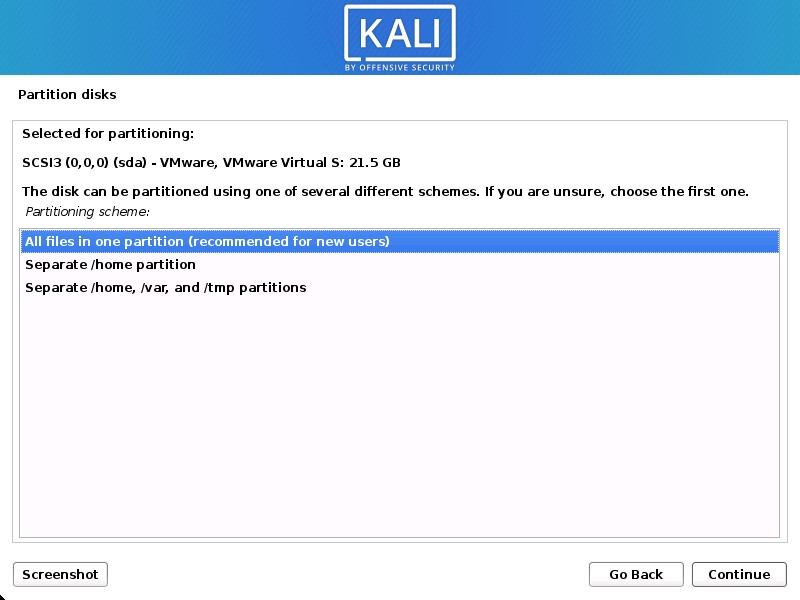 KALI
BY OFFENSIVE SECURITY
Partition disks
Selected for partitioning:
SCSI3 (0,0,0) (sda) - VMware, VMware Virtual S: 21.5 GB
The disk can be partitioned using one of several different schemes. If you are unsure, choose the first one.
Partitioning scheme:
All files in one partition (recommended for new users)
Separate /home partition
Separate /home, /var, and /tmp partitions
Screenshot
Go Back
Continue